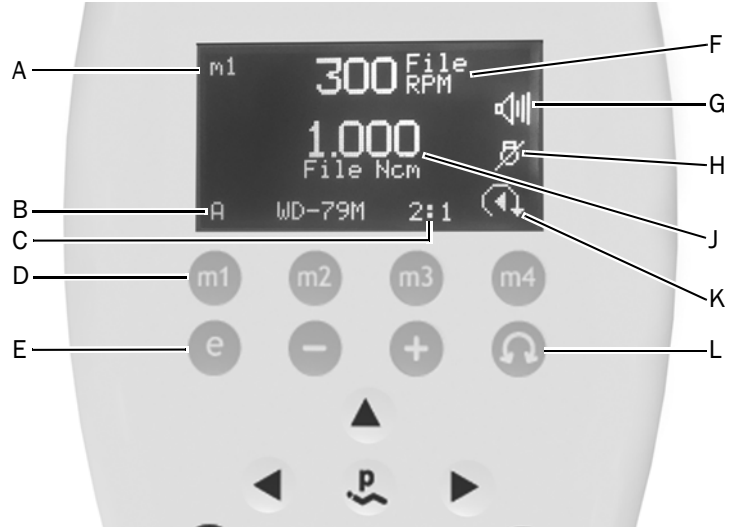 A
m1
300 File
RPM
F
G
1.000
File Ncm
H
B
A WD-79M 2:1
J
C
K
D
m1 m2 m3 m4
E
e - +
L
p